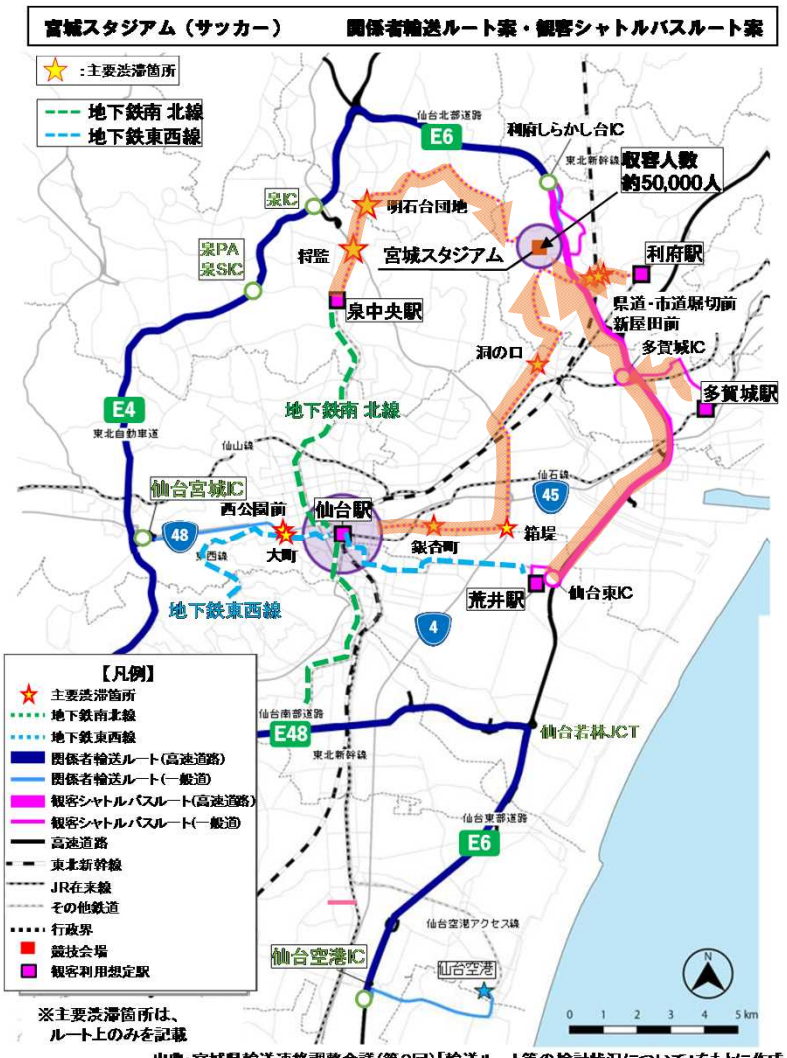 宮城スタジアム（サッカー）　関係者輸送ルート案・観客シャトルバスルート案
：主要渋滞箇所
地下鉄南北線
地下鉄東西線
仙台北部道路
E6
利府しらかし台IC
東北新幹線
収容人数
約50,000人
泉IC
明石台団地
泉PA
泉SIC
将監
宮城スタジアム
利府駅
泉中央駅
県道・市道堀切前
新屋田前
洞の口
多賀城IC
多賀城駅
E4
地下鉄南北線
東北自動車道
仙山線
仙石線
仙台宮城IC
西公園前
仙台駅
45
48
大町
銀杏町
箱堤
東西線
荒井駅
仙台東IC
地下鉄東西線
4
【凡例】
主要渋滞箇所
地下鉄南北線
地下鉄東西線
関係者輸送ルート(高速道路)
関係者輸送ルート(一般道)
観客シャトルバスルート(高速道路)
観客シャトルバスルート(一般道)
高速道路
東北新幹線
JR在来線
その他鉄道
行政界
競技会場
観客利用想定駅
仙台南部道路
E48
仙台若林JCT
東北新幹線
仙台東部道路
E6
仙台空港アクセス線
仙台空港IC
仙台空港
N
0 1 2 3 4 5 km
※主要渋滞箇所は、
ルート上のみを記載